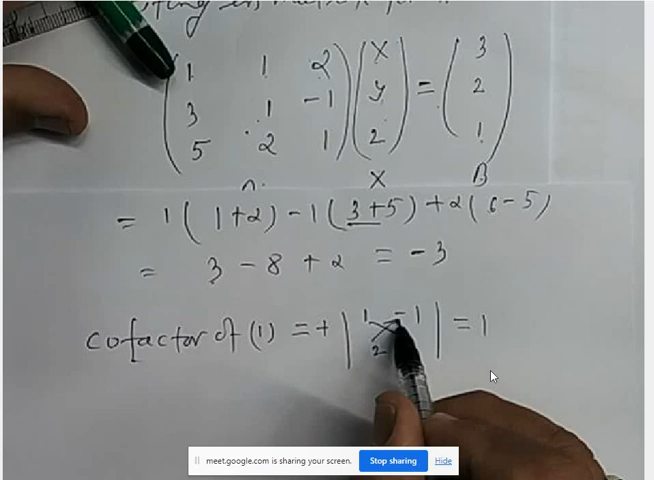 matrix
(1 1 2) (x) = (3)
(3 1 -1) (y) (2)
(5 2 1) (2) (1)
X B
= 1(1+2) -1(3+5) +2(6-5)
= 3 - 8 + 2 = -3
cofactor of (1) = + | 1 -1 | = 1
2
meet.google.com is sharing your screen. Stop sharing Hide